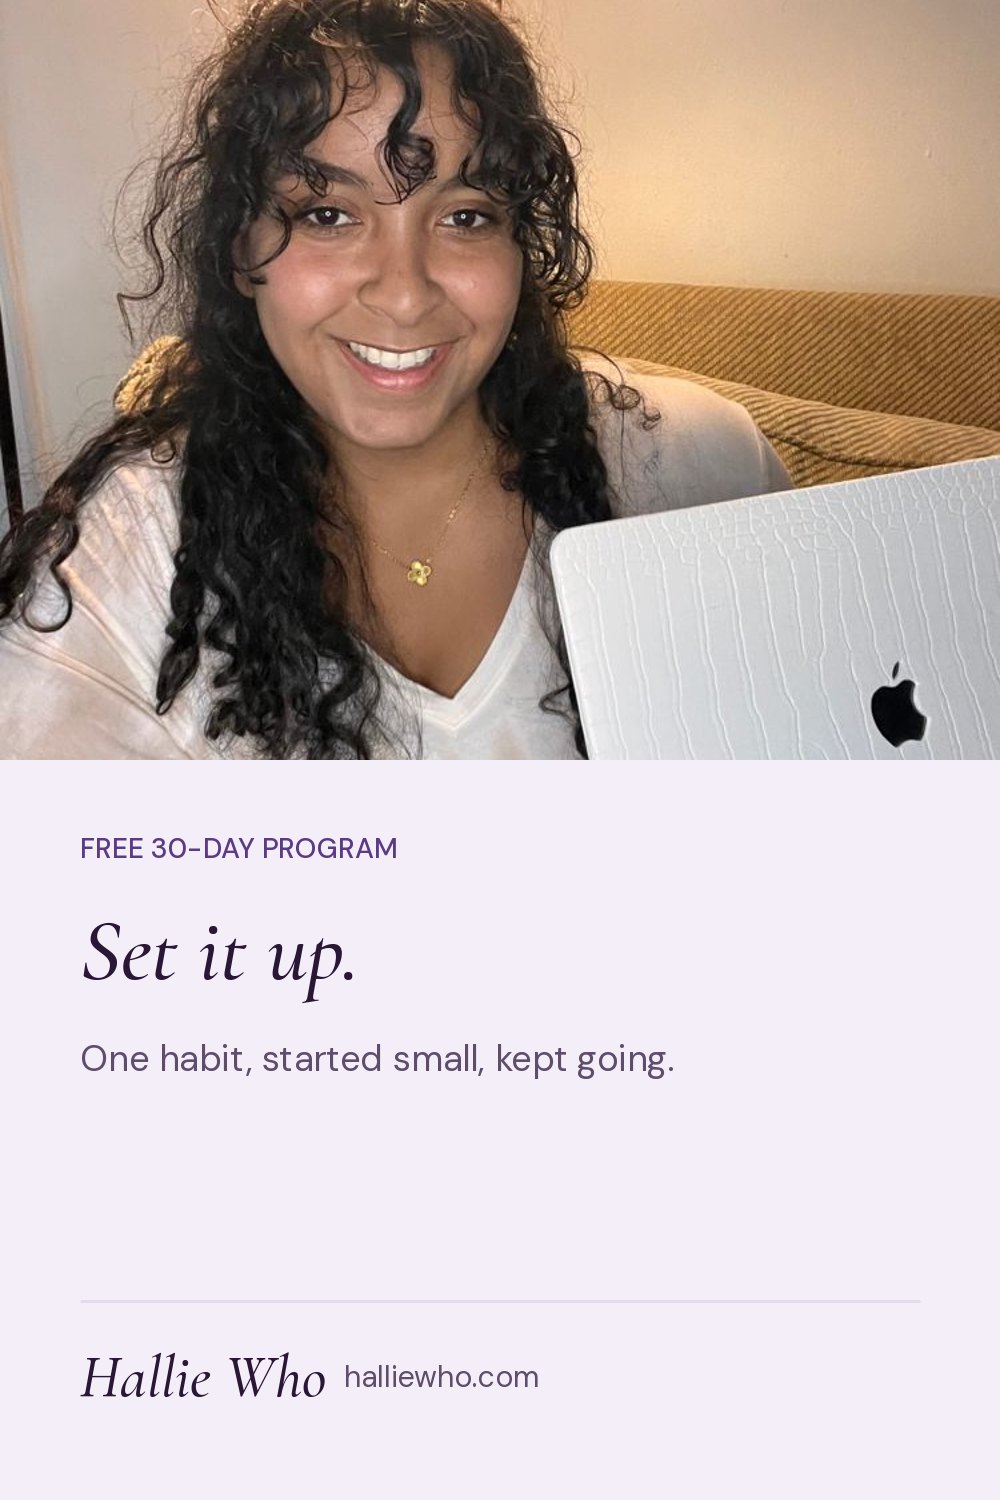 FREE 30-DAY PROGRAM
Set it up.
One habit, started small, kept going.
Hallie Who halliewho.com